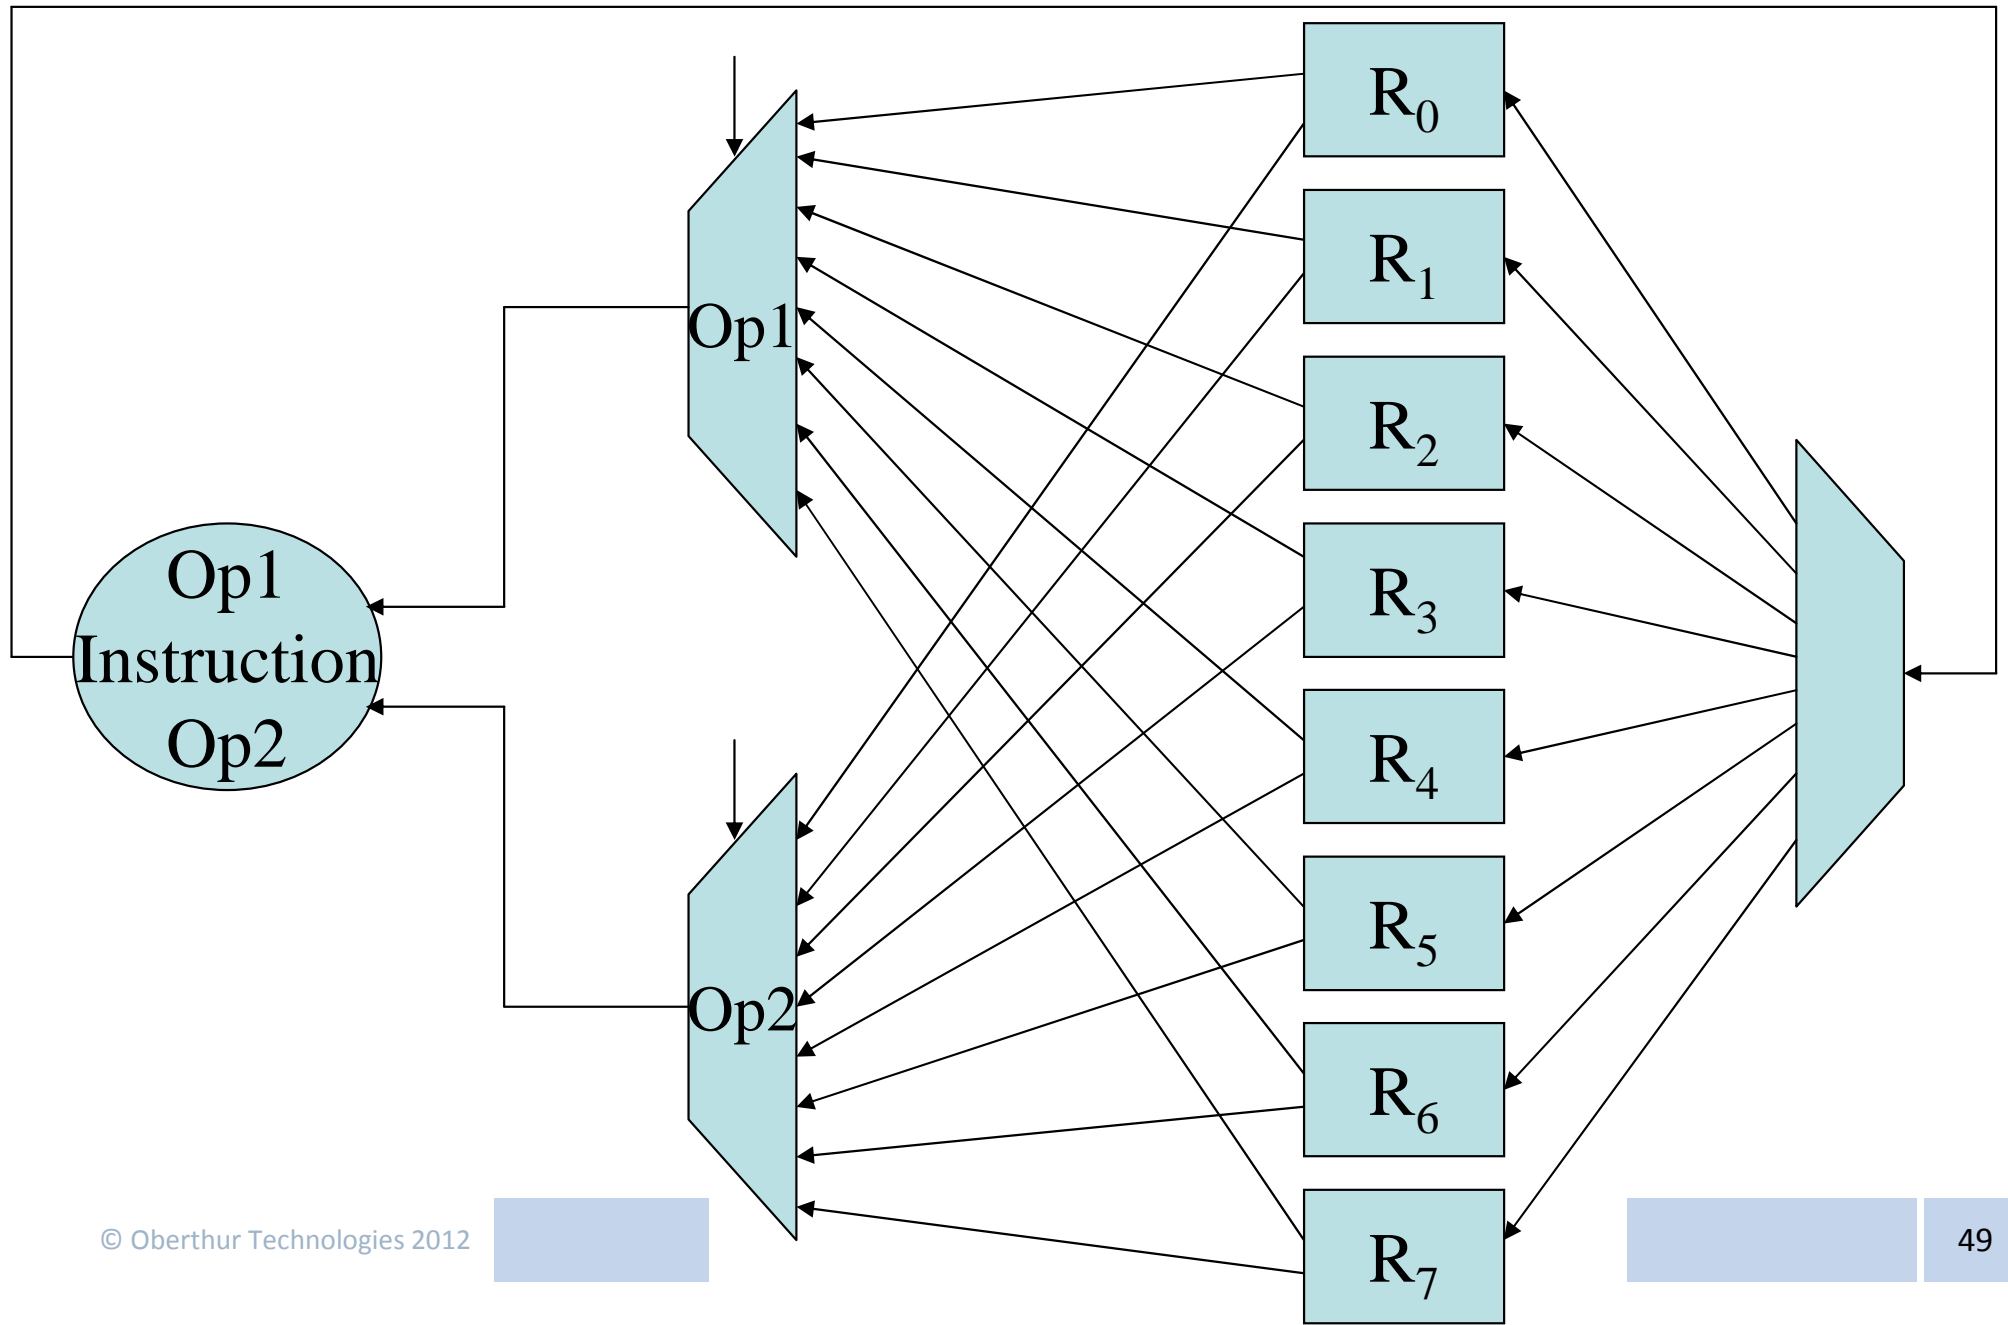 R0
R1
R2
R3
R4
R5
R6
R7
Op1
Op1
Instruction
Op2
Op2
© Oberthur Technologies 2012
49